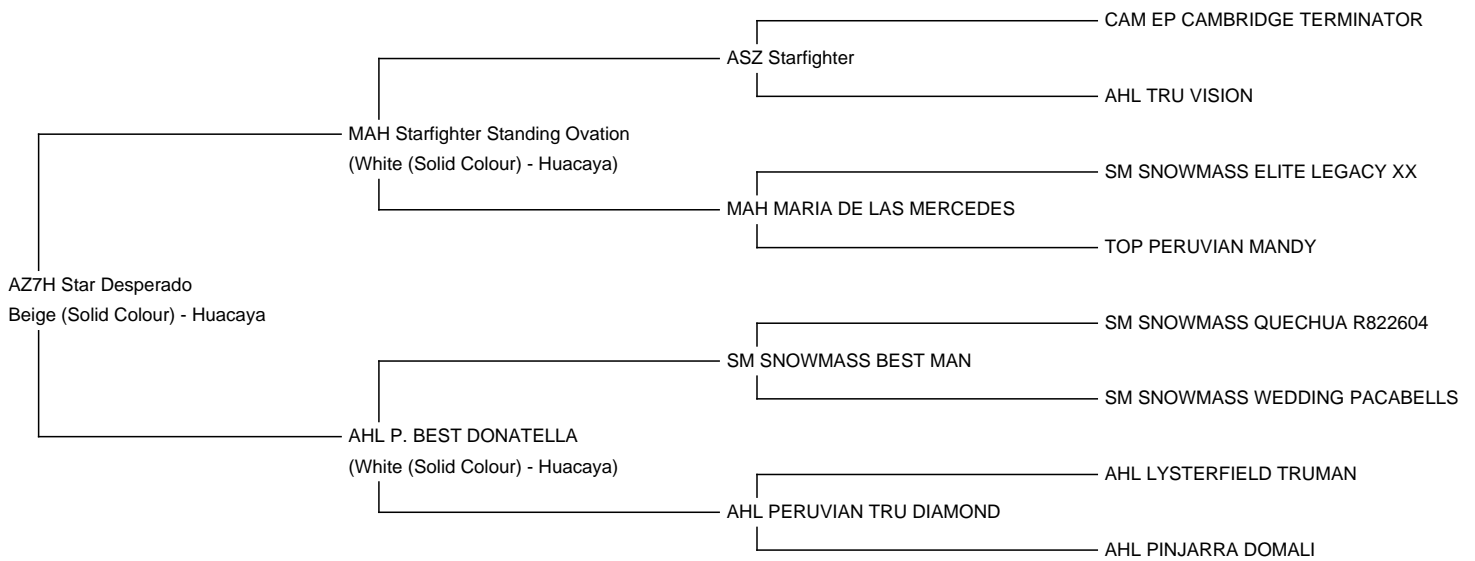 CAM EP CAMBRIDGE TERMINATOR
ASZ Starfighter
AHL TRU VISION
MAH Starfighter Standing Ovation
(White (Solid Colour) - Huacaya)
SM SNOWMASS ELITE LEGACY XX
MAH MARIA DE LAS MERCEDES
TOP PERUVIAN MANDY
AZ7H Star Desperado
Beige (Solid Colour) - Huacaya
SM SNOWMASS QUECHUA R822604
SM SNOWMASS BEST MAN
SM SNOWMASS WEDDING PACABELLS
AHL P. BEST DONATELLA
(White (Solid Colour) - Huacaya)
AHL LYSTERFIELD TRUMAN
AHL PERUVIAN TRU DIAMOND
AHL PINJARRA DOMALI